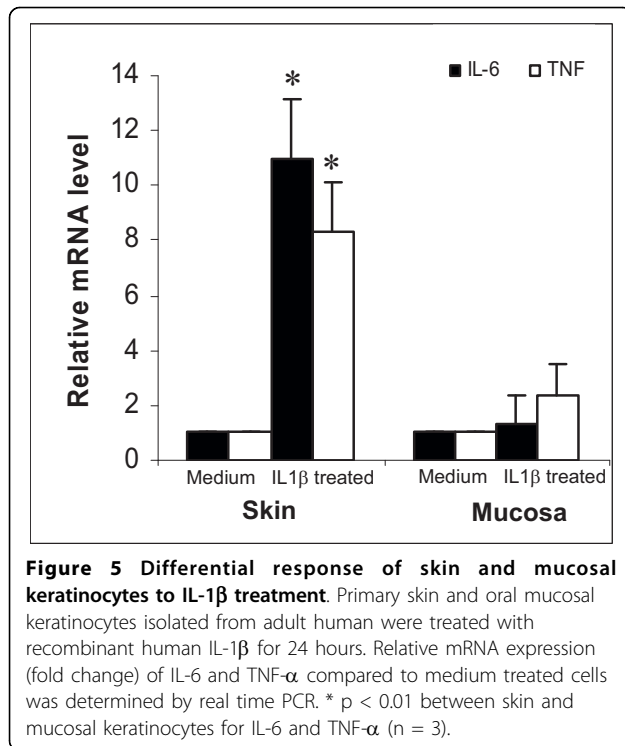 IL-6 TNF
14
12
10
8
6
4
2
0
Relative mRNA level
*
*
Medium IL1β treated Medium IL1β treated
Skin Mucosa
Figure 5 Differential response of skin and mucosal
keratinocytes to IL-1β treatment. Primary skin and oral mucosal
keratinocytes isolated from adult human were treated with
recombinant human IL-1β for 24 hours. Relative mRNA expression
(fold change) of IL-6 and TNF-α compared to medium treated cells
was determined by real time PCR. * p < 0.01 between skin and
mucosal keratinocytes for IL-6 and TNF-α (n = 3).